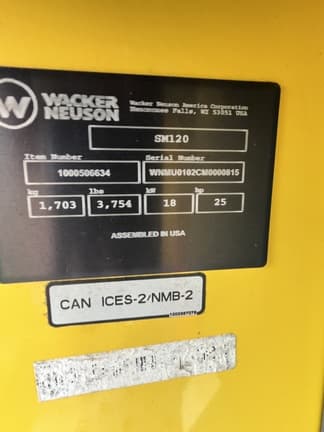 W WACKER
NEUSON
Wacker Neuson America Corporation
Menomonee Falls, WI 53051 USA
SM120
Item Number Serial Number
1000506634 WNMU0102CM0000815
kg lbs kW hp
1,703 3,754 18 25
ASSEMBLED IN USA
CAN ICES-2/NMB-2